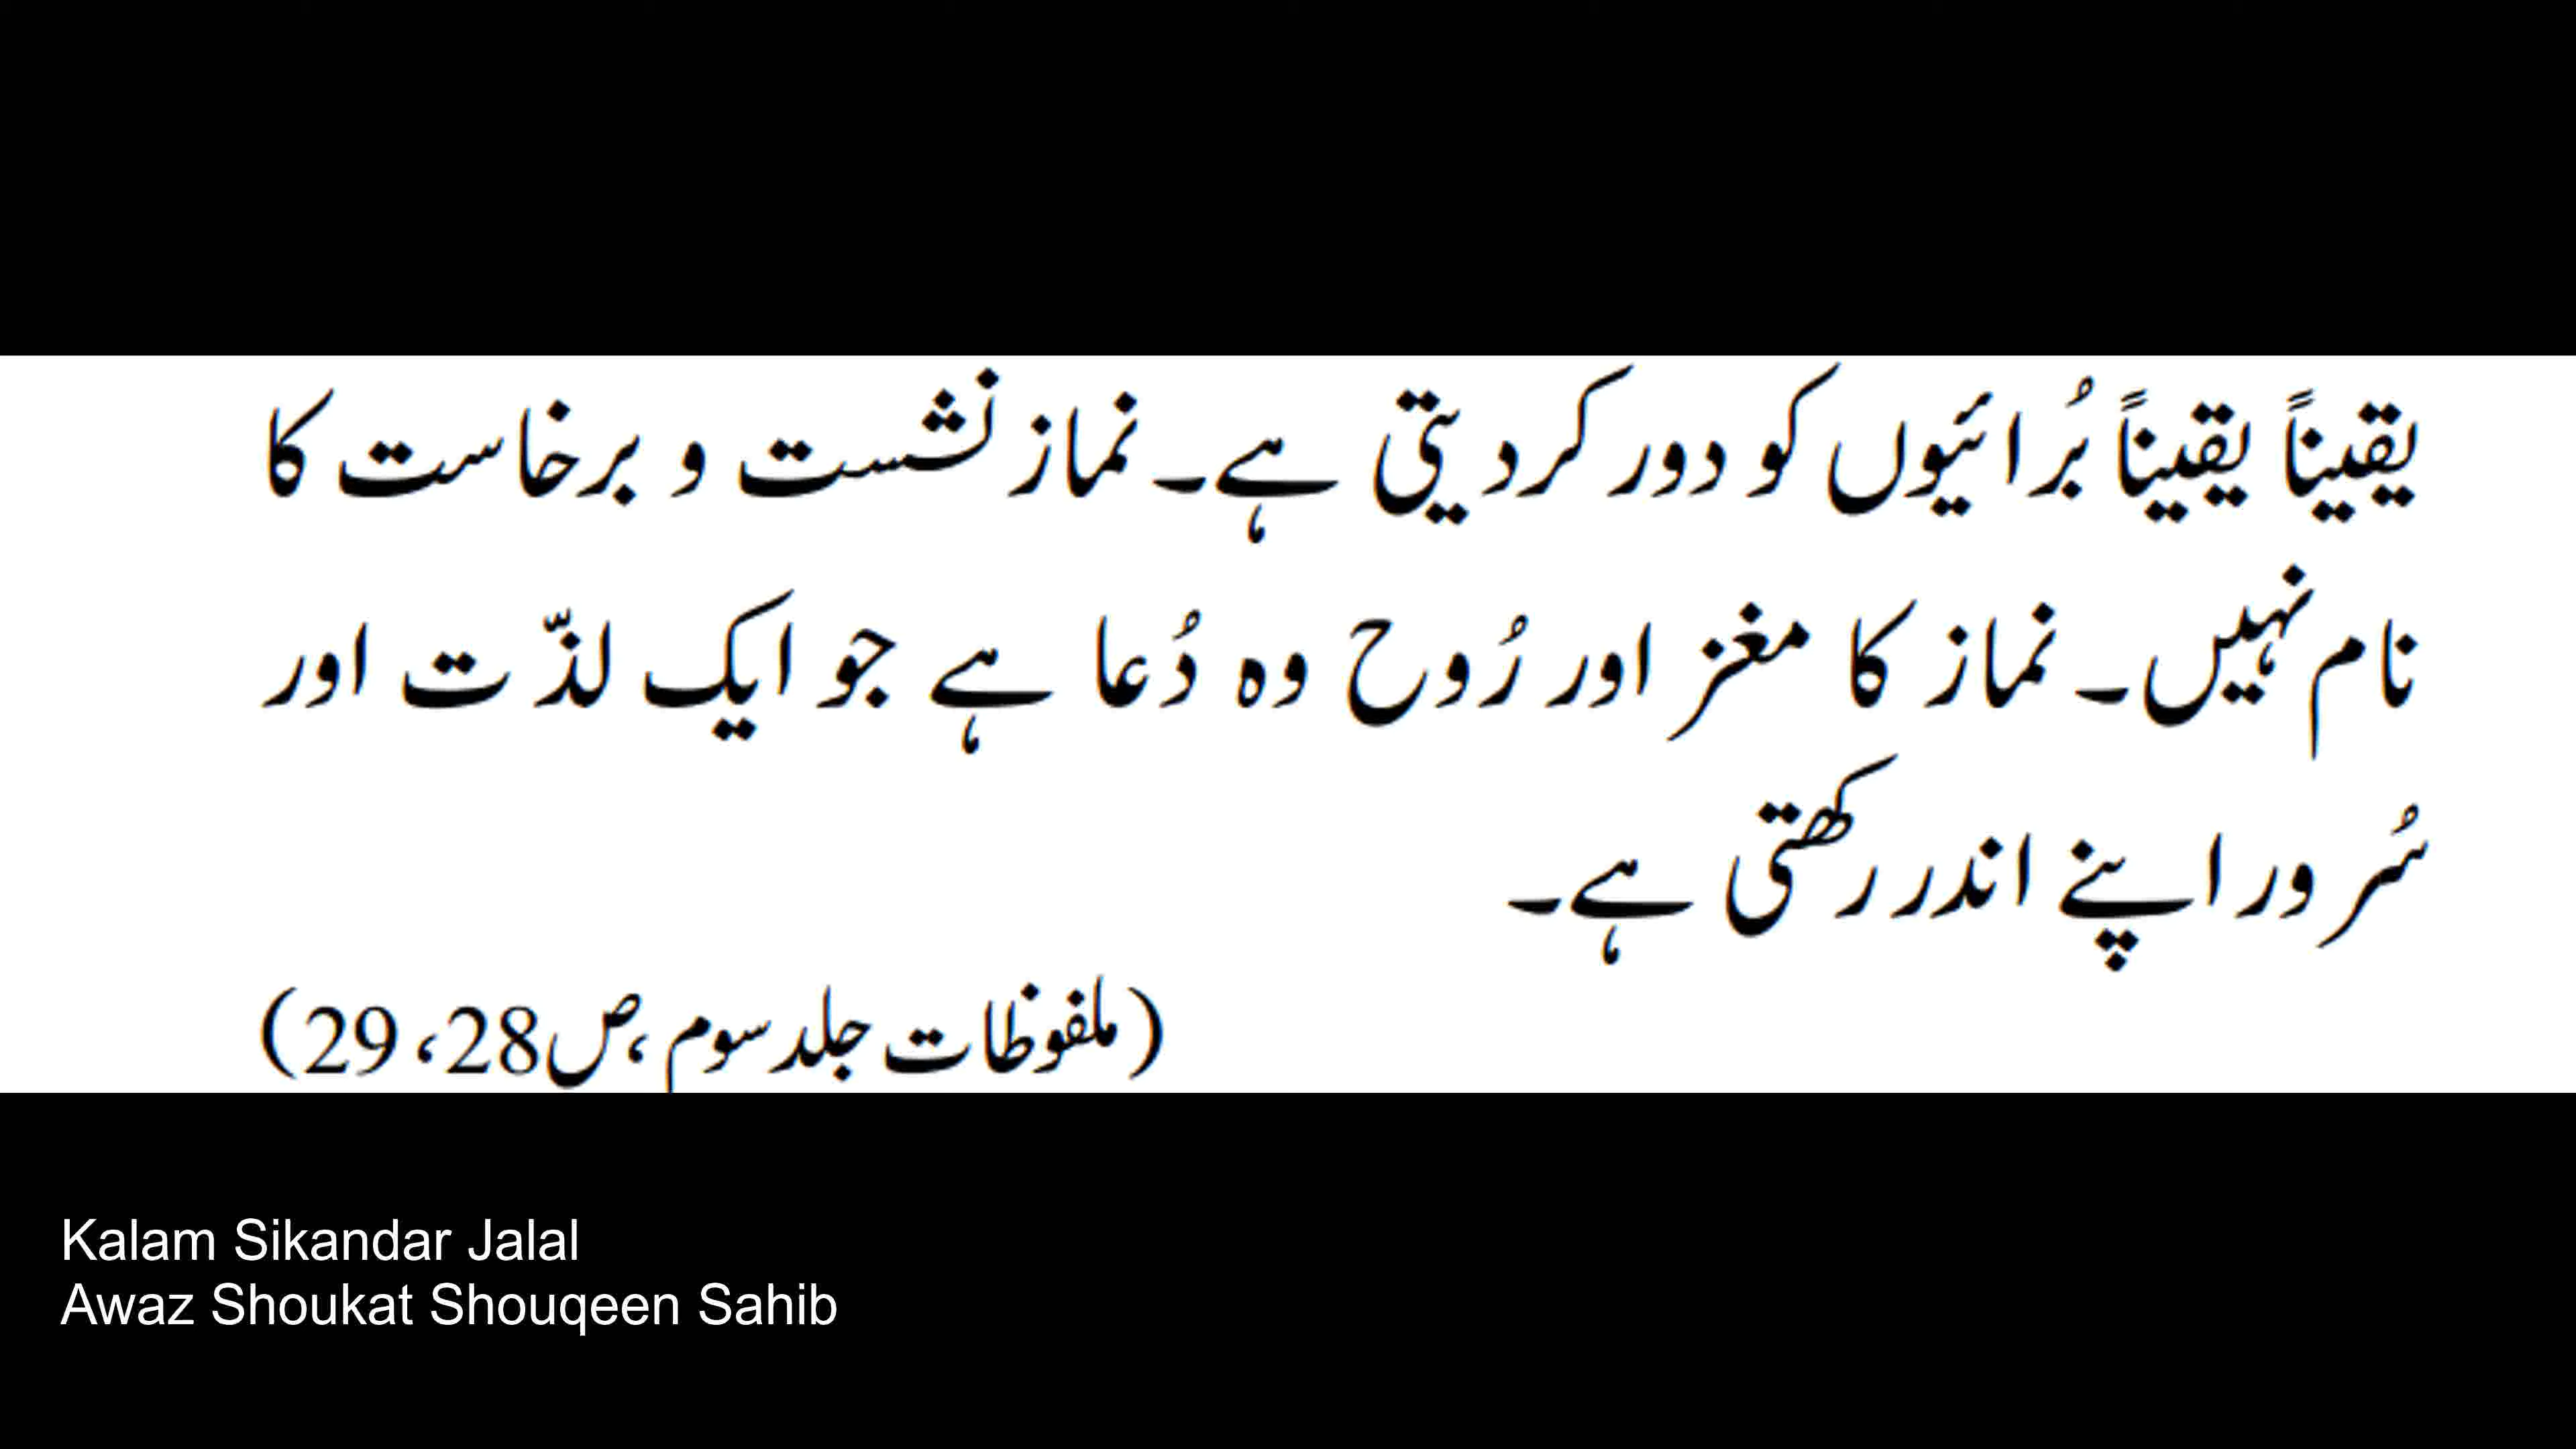 یقیناً یقیناً بُرائیوں کو دور کردیتی ہے۔ نماز نشست و برخاست کا
نام نہیں۔ نماز کا مغز اور رُوح وہ دُعا ہے جو ایک لذّت اور
سُرور اپنے اندر رکھتی ہے۔
(ملفوظات جلد سوم، ص28، 29)
Kalam Sikandar Jalal
Awaz Shoukat Shouqeen Sahib